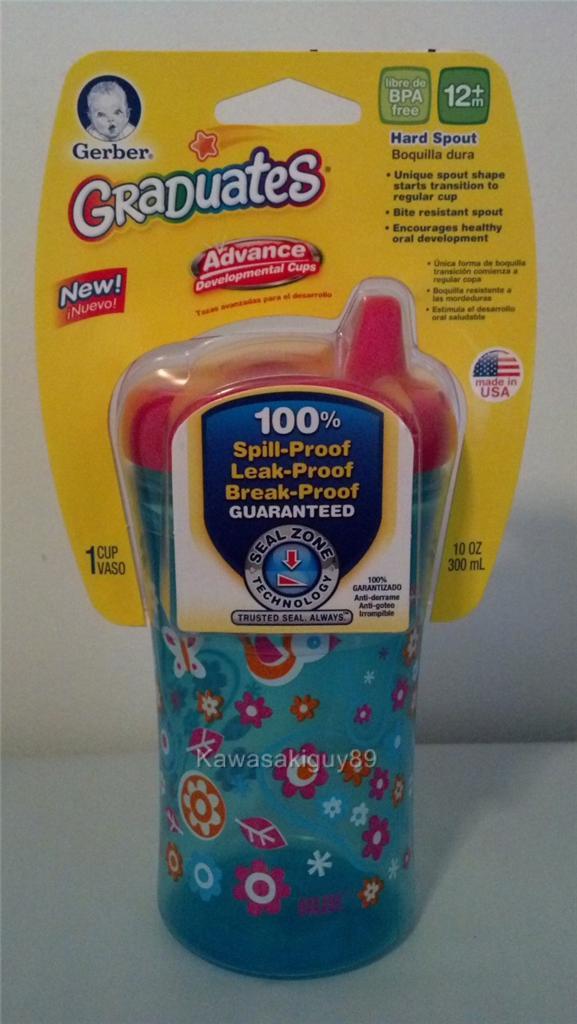 Gerber®
GRADUATES®
libre de
BPA
free
12+
m
Hard Spout
Boquilla dura
• Unique spout shape
starts transition to
regular cup
• Bite resistant spout
• Encourages healthy
oral development
• Única forma de boquilla
transición comienza a
regular copa
• Boquilla resistente a
las mordeduras
• Estimula el desarrollo
oral saludable
Advance
Developmental Cups
Tazas avanzadas para el desarrollo
New!
¡Nuevo!
made in
USA
100%
Spill-Proof
Leak-Proof
Break-Proof
GUARANTEED
SEAL ZONE
TECHNOLOGY
TRUSTED SEAL. ALWAYS.™
100%
GARANTIZADO
Anti-derrame
Anti-goteo
Irrompible
1 CUP
VASO
10 OZ
300 mL
Kawasakiguy89